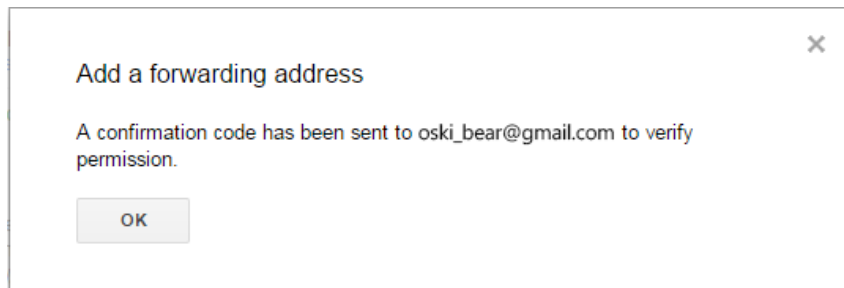 Add a forwarding address
A confirmation code has been sent to oski_bear@gmail.com to verify
permission.
OK